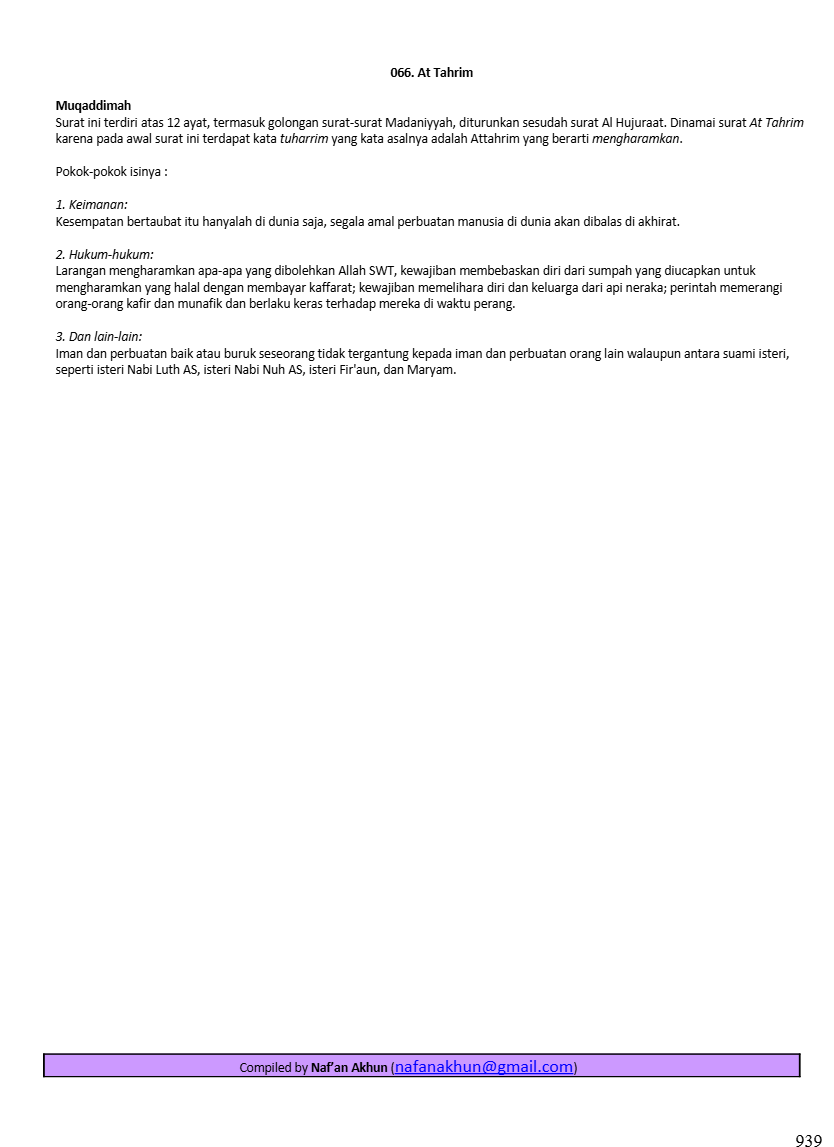 066. At Tahrim
Muqaddimah
Surat ini terdiri atas 12 ayat, termasuk golongan surat-surat Madaniyyah, diturunkan sesudah surat Al Hujuraat. Dinamai surat At Tahrim
karena pada awal surat ini terdapat kata tuharrim yang kata asalnya adalah Attahrim yang berarti mengharamkan.
Pokok-pokok isinya :
1. Keimanan:
Kesempatan bertaubat itu hanyalah di dunia saja, segala amal perbuatan manusia di dunia akan dibalas di akhirat.
2. Hukum-hukum:
Larangan mengharamkan apa-apa yang dibolehkan Allah SWT, kewajiban membebaskan diri dari sumpah yang diucapkan untuk
mengharamkan yang halal dengan membayar kaffarat; kewajiban memelihara diri dan keluarga dari api neraka; perintah memerangi
orang-orang kafir dan munafik dan berlaku keras terhadap mereka di waktu perang.
3. Dan lain-lain:
Iman dan perbuatan baik atau buruk seseorang tidak tergantung kepada iman dan perbuatan orang lain walaupun antara suami isteri,
seperti isteri Nabi Luth AS, isteri Nabi Nuh AS, isteri Fir'aun, dan Maryam.
Compiled by Naf’an Akhun (nafanakhun@gmail.com)
939